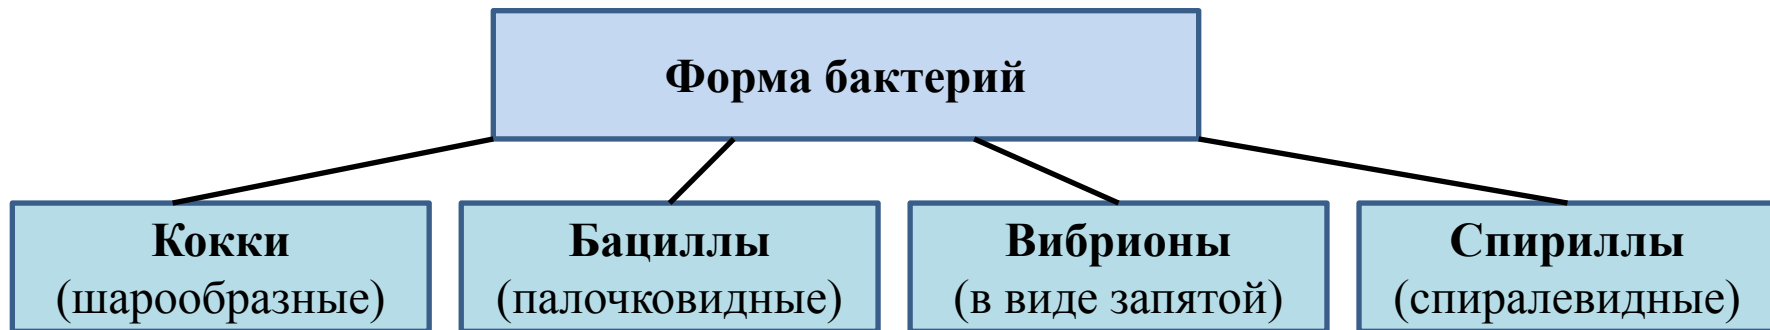 Форма бактерий
Кокки
(шарообразные)
Бациллы
(палочковидные)
Вибрионы
(в виде запятой)
Спириллы
(спиралевидные)